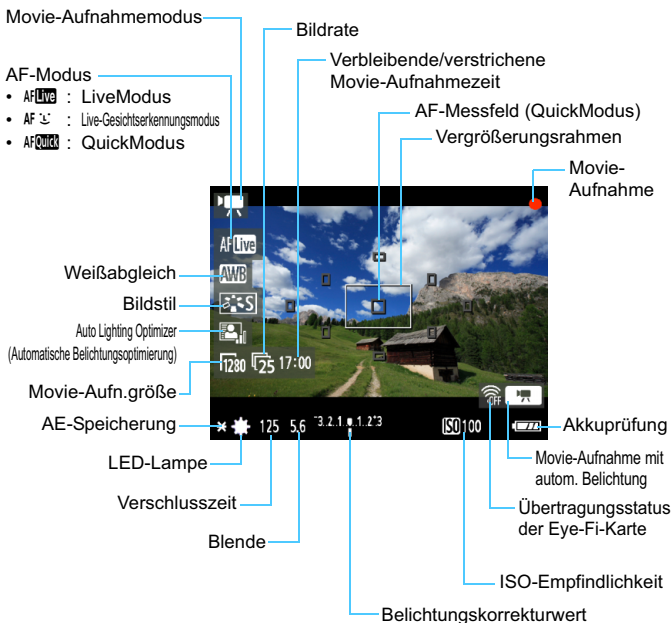 Movie-Aufnahmemodus
Bildrate
Verbleibende/verstrichene
Movie-Aufnahmezeit
AF-Modus
• AF Live : LiveModus
• AF : Live-Gesichtserkennungsmodus
• AF Quick : QuickModus
AF-Messfeld (QuickModus)
Vergrößerungsrahmen
Movie-
Aufnahme
AF Live
Weißabgleich
AWB
Bildstil
S
Auto Lighting Optimizer
(Automatische Belichtungsoptimierung)
1280 25 17:00
Movie-Aufn.größe
OFF
AE-Speicherung
125 5.6 -3..2..1..0..1..2..+3 ISO 100
Akkuprüfung
LED-Lampe
Movie-Aufnahme mit
autom. Belichtung
Verschlusszeit
Übertragungsstatus
der Eye-Fi-Karte
Blende
ISO-Empfindlichkeit
Belichtungskorrekturwert